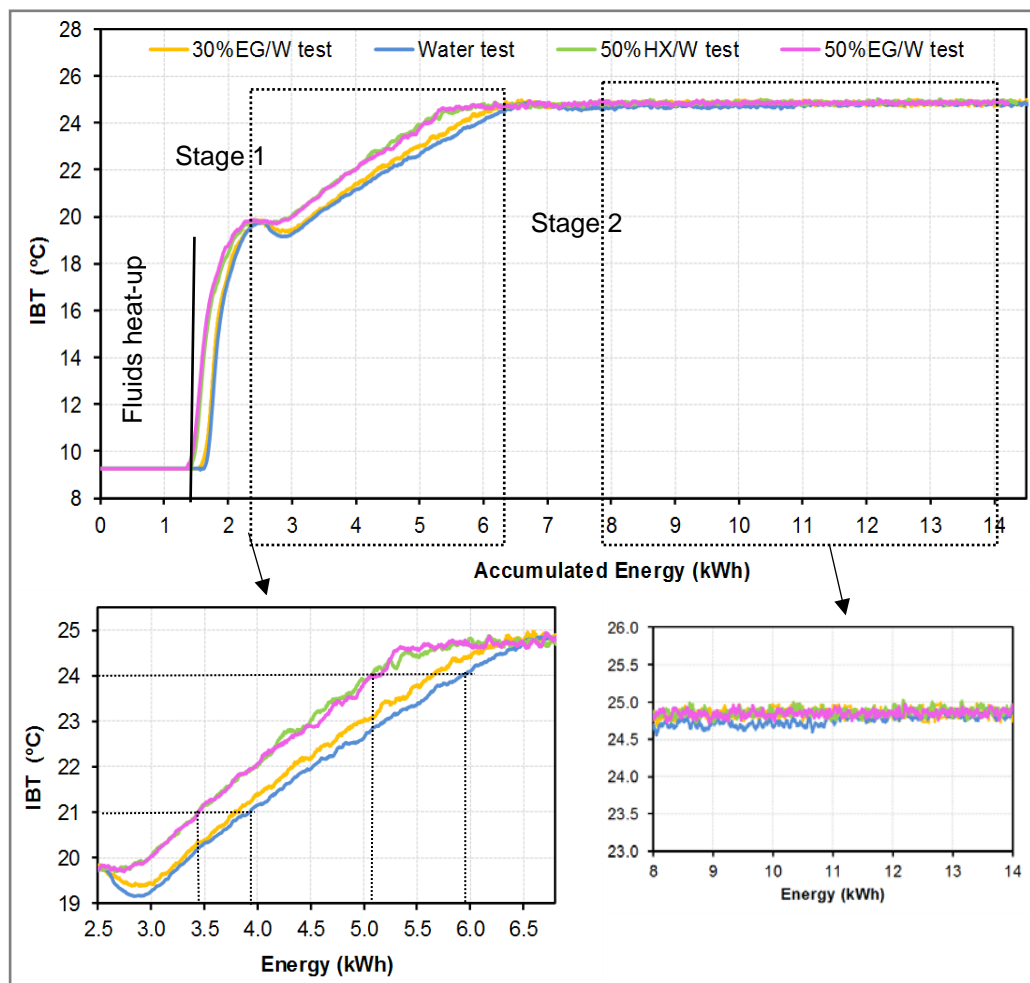 28
26
24
22
20
18
16
14
12
10
8
IBT (ºC)
30%EG/W test Water test 50%HX/W test 50%EG/W test
Stage 1
Stage 2
Fluids heat-up
0 1 2 3 4 5 6 7 8 9 10 11 12 13 14
Accumulated Energy (kWh)
25
24
23
22
21
20
19
IBT (ºC)
2.5 3.0 3.5 4.0 4.5 5.0 5.5 6.0 6.5
Energy (kWh)
26.0
25.5
25.0
24.5
24.0
23.5
23.0
8 9 10 11 12 13 14
Energy (kWh)